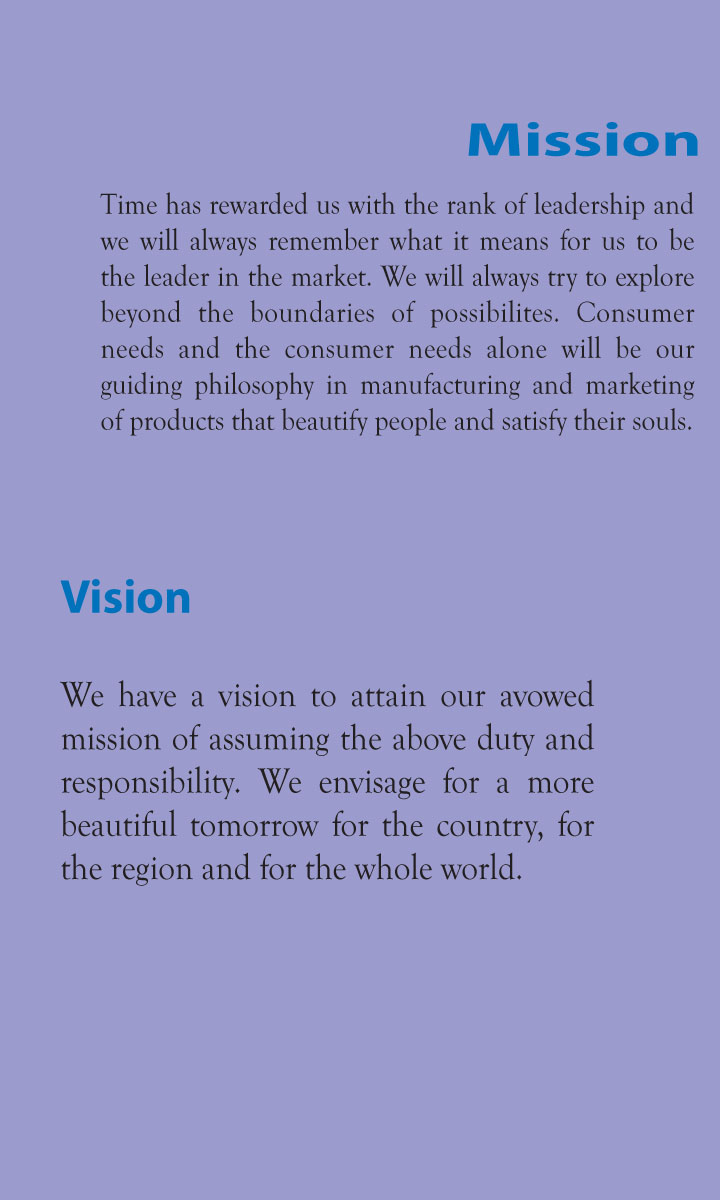 Mission
Time has rewarded us with the rank of leadership and
we will always remember what it means for us to be
the leader in the market. We will always try to explore
beyond the boundaries of possibilites. Consumer
needs and the consumer needs alone will be our
guiding philosophy in manufacturing and marketing
of products that beautify people and satisfy their souls.
Vision
We have a vision to attain our avowed
mission of assuming the above duty and
responsibility. We envisage for a more
beautiful tomorrow for the country, for
the region and for the whole world.